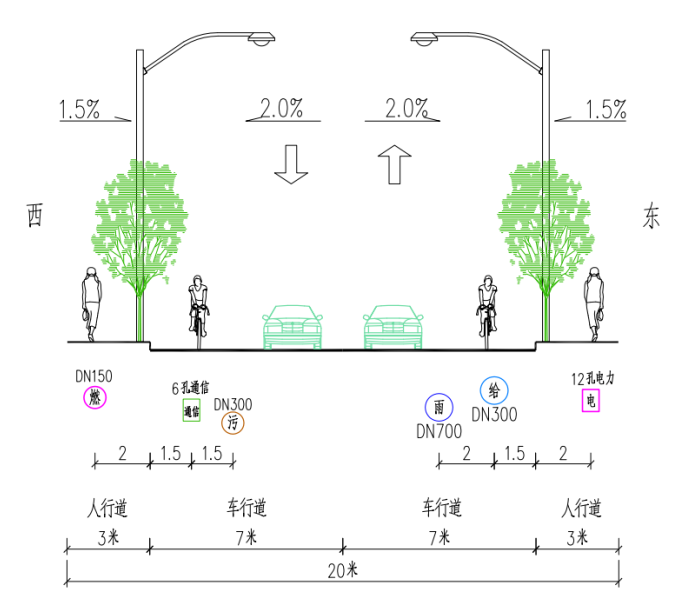 1.5% 2.0% 2.0% 1.5%
西 东
DN150
燃
6孔通信
通信
DN300
污
雨
DN700
给
DN300
12孔电力
电
2 1.5 1.5 2 1.5 2
人行道 车行道 车行道 人行道
3米 7米 7米 3米
20米